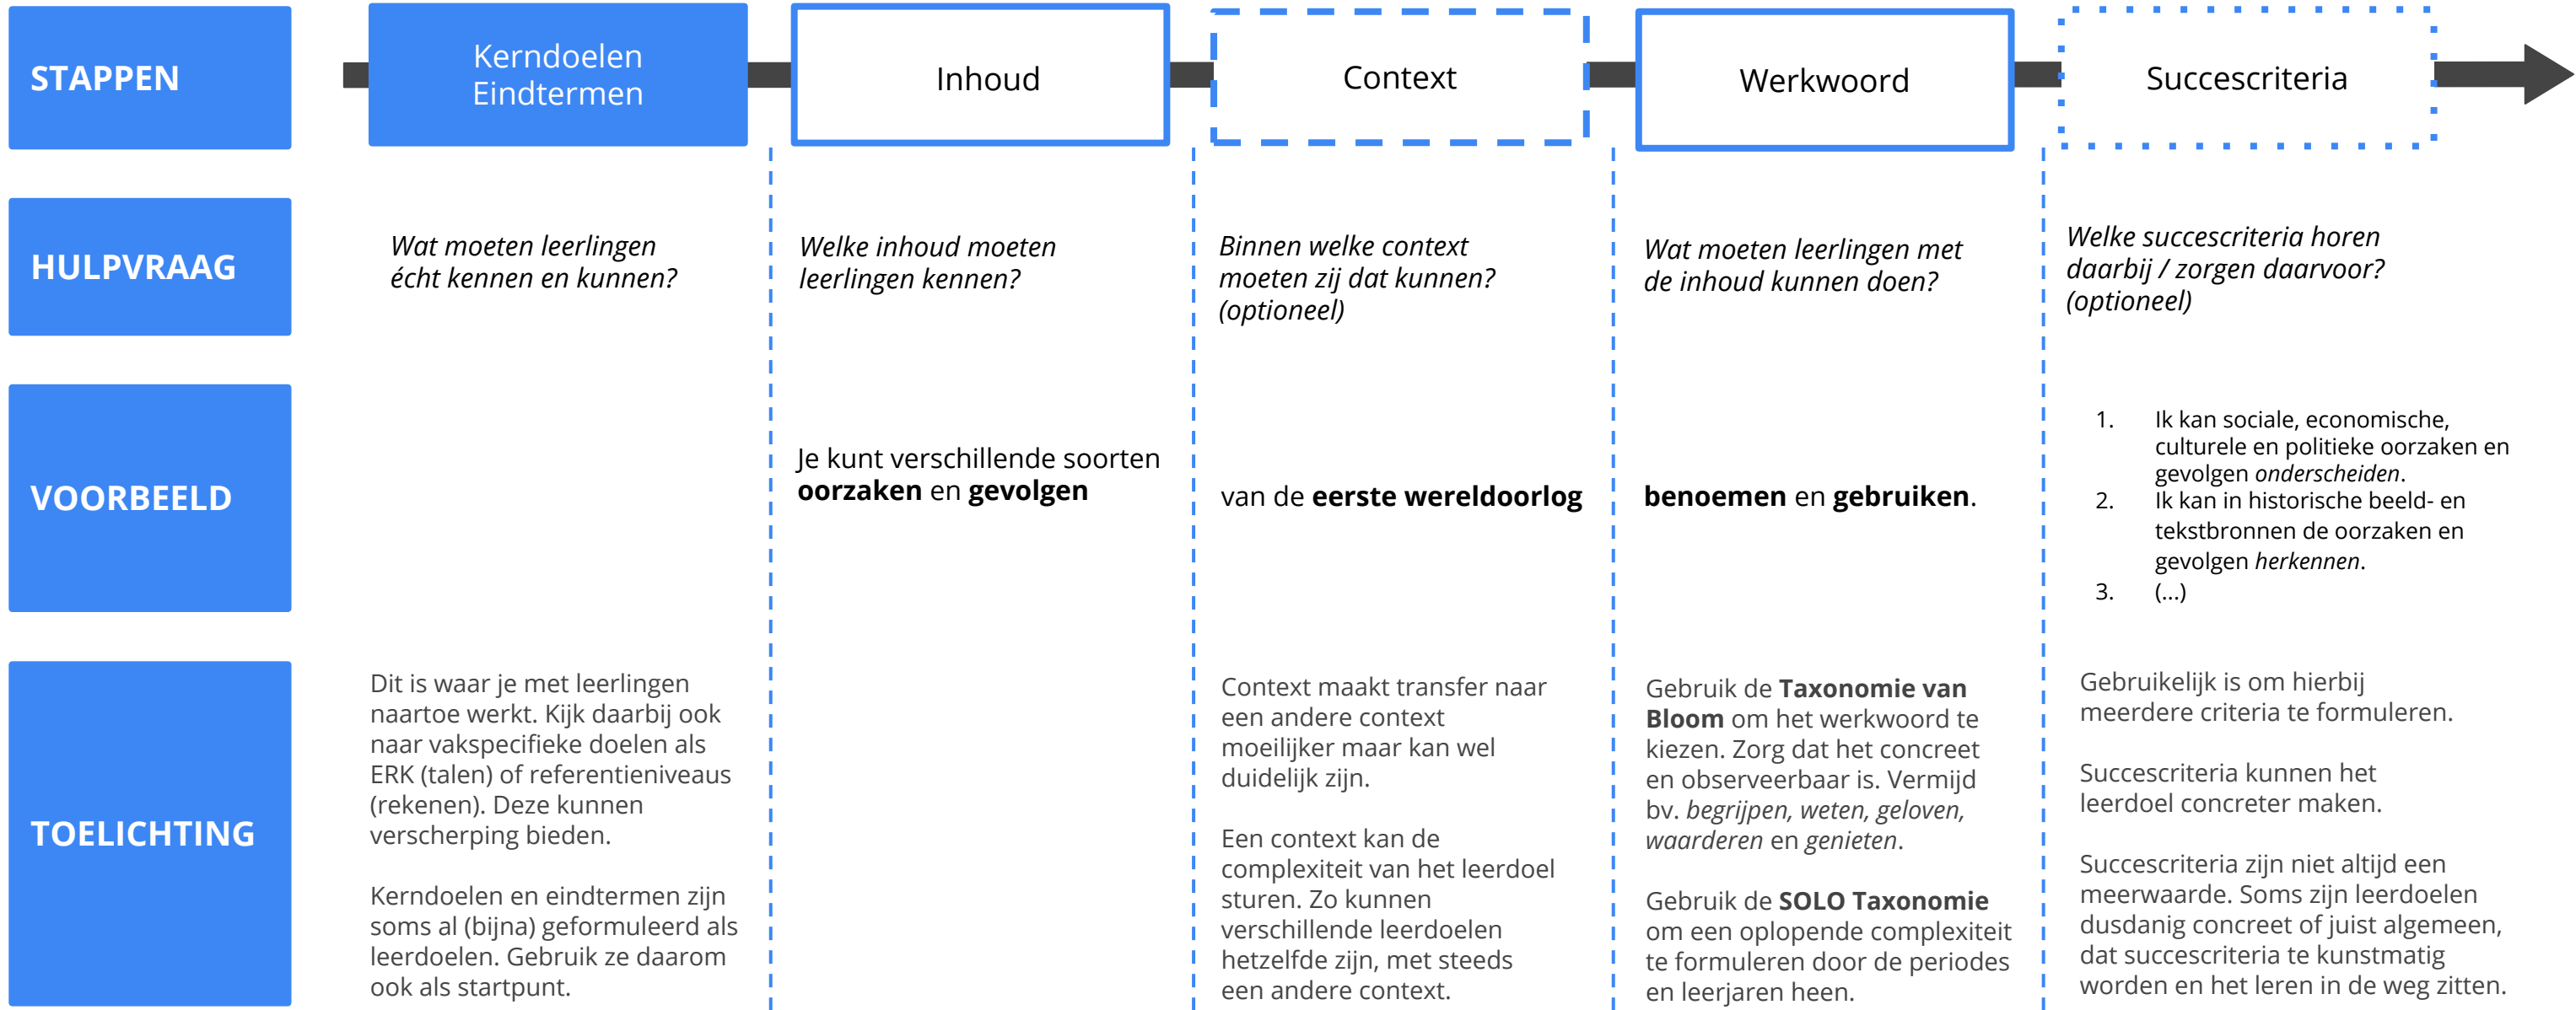 STAPPEN
Kerndoelen
Eindtermen
Inhoud
Context
Werkwoord
Succescriteria
HULPVRAAG
Wat moeten leerlingen
écht kennen en kunnen?
Welke inhoud moeten
leerlingen kennen?
Binnen welke context
moeten zij dat kunnen?
(optioneel)
Wat moeten leerlingen met
de inhoud kunnen doen?
Welke succescriteria horen
daarbij / zorgen daarvoor?
(optioneel)
VOORBEELD
Je kunt verschillende soorten
oorzaken en gevolgen
van de eerste wereldoorlog
benoemen en gebruiken.
1. Ik kan sociale, economische,
culturele en politieke oorzaken en
gevolgen onderscheiden.
2. Ik kan in historische beeld- en
tekstbronnen de oorzaken en
gevolgen herkennen.
3. (...)
TOELICHTING
Dit is waar je met leerlingen
naartoe werkt. Kijk daarbij ook
naar vakspecifieke doelen als
ERK (talen) of referentieniveaus
(rekenen). Deze kunnen
verscherping bieden.
Kerndoelen en eindtermen zijn
soms al (bijna) geformuleerd als
leerdoelen. Gebruik ze daarom
ook als startpunt.
Context maakt transfer naar
een andere context
moeilijker maar kan wel
duidelijk zijn.
Een context kan de
complexiteit van het leerdoel
sturen. Zo kunnen
verschillende leerdoelen
hetzelfde zijn, met steeds
een andere context.
Gebruik de Taxonomie van
Bloom om het werkwoord te
kiezen. Zorg dat het concreet
en observeerbaar is. Vermijd
bv. begrijpen, weten, geloven,
waarderen en genieten.
Gebruik de SOLO Taxonomie
om een oplopende complexiteit
te formuleren door de periodes
en leerjaren heen.
Gebruikelijk is om hierbij
meerdere criteria te formuleren.
Succescriteria kunnen het
leerdoel concreter maken.
Succescriteria zijn niet altijd een
meerwaarde. Soms zijn leerdoelen
dusdanig concreet of juist algemeen,
dat succescriteria te kunstmatig
worden en het leren in de weg zitten.